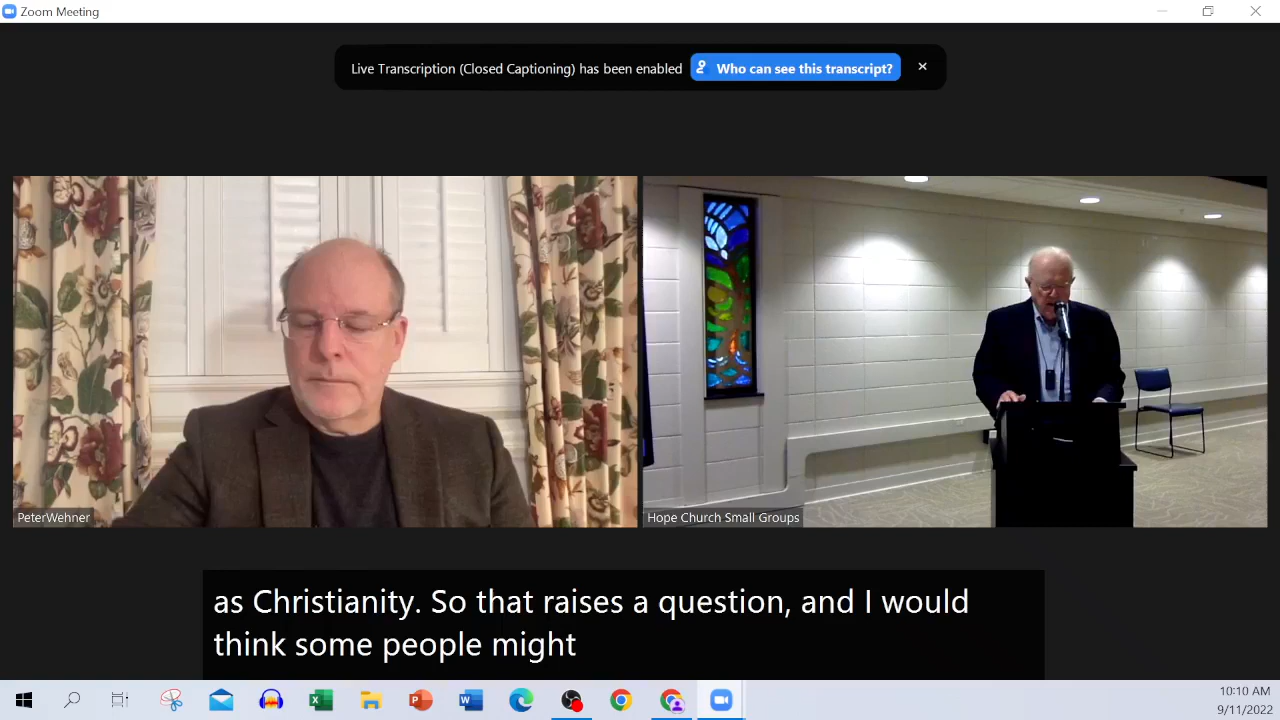 Zoom Meeting
Live Transcription (Closed Captioning) has been enabled
Who can see this transcript?
PeterWehner
Hope Church Small Groups
as Christianity. So that raises a question, and I would
think some people might
10:10 AM
9/11/2022